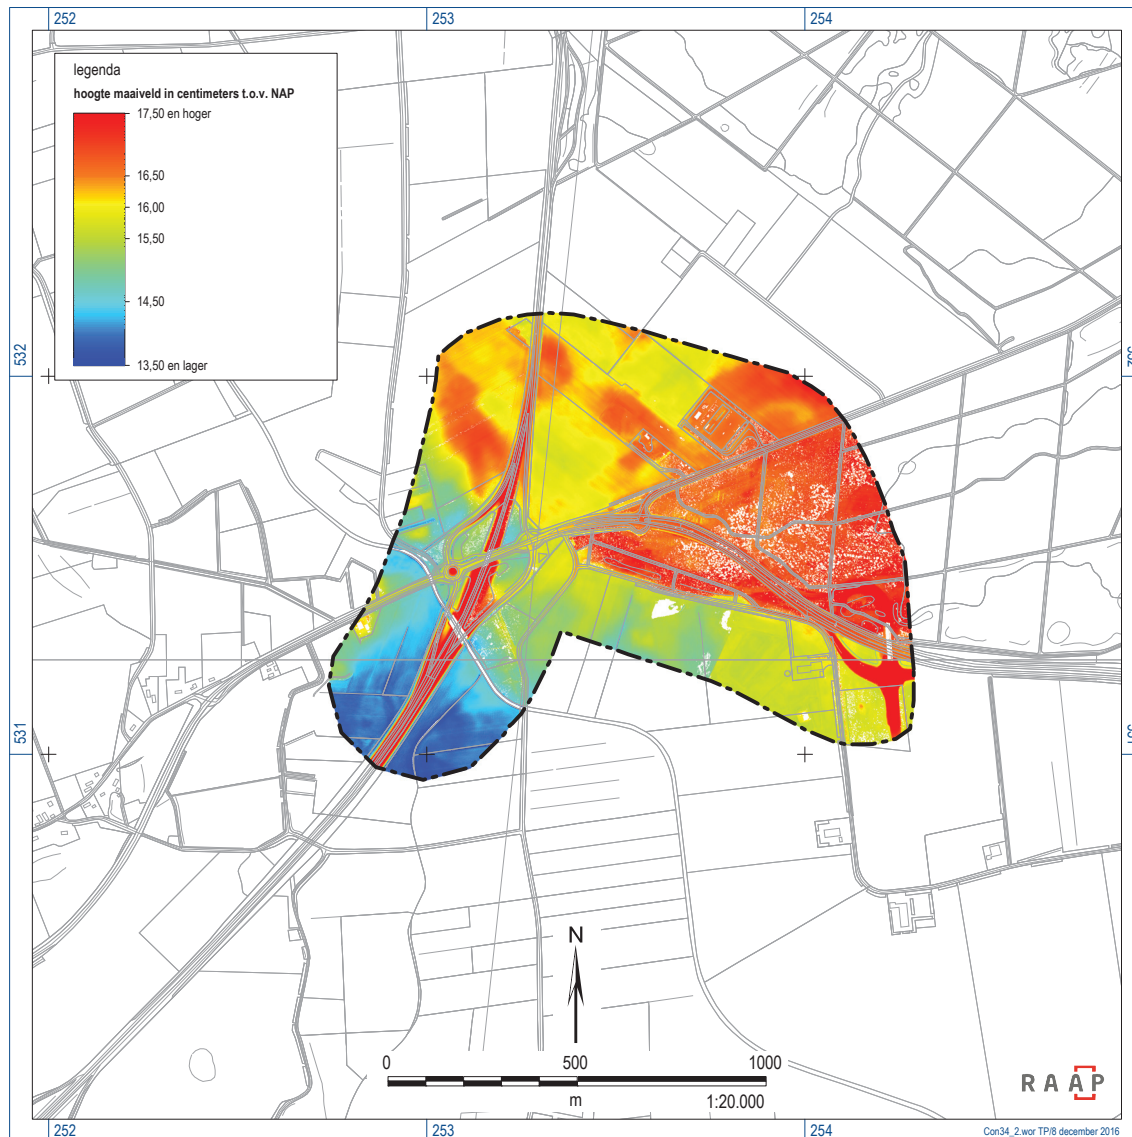 252 253 254
legenda
hoogte maaiveld in centimeters t.o.v. NAP
17,50 en hoger
16,50
16,00
15,50
14,50
13,50 en lager
532 532
531 531
N
0 500 1000
m 1:20.000
RAAP
252 253 254
Con34_2.wor TP/8 december 2016